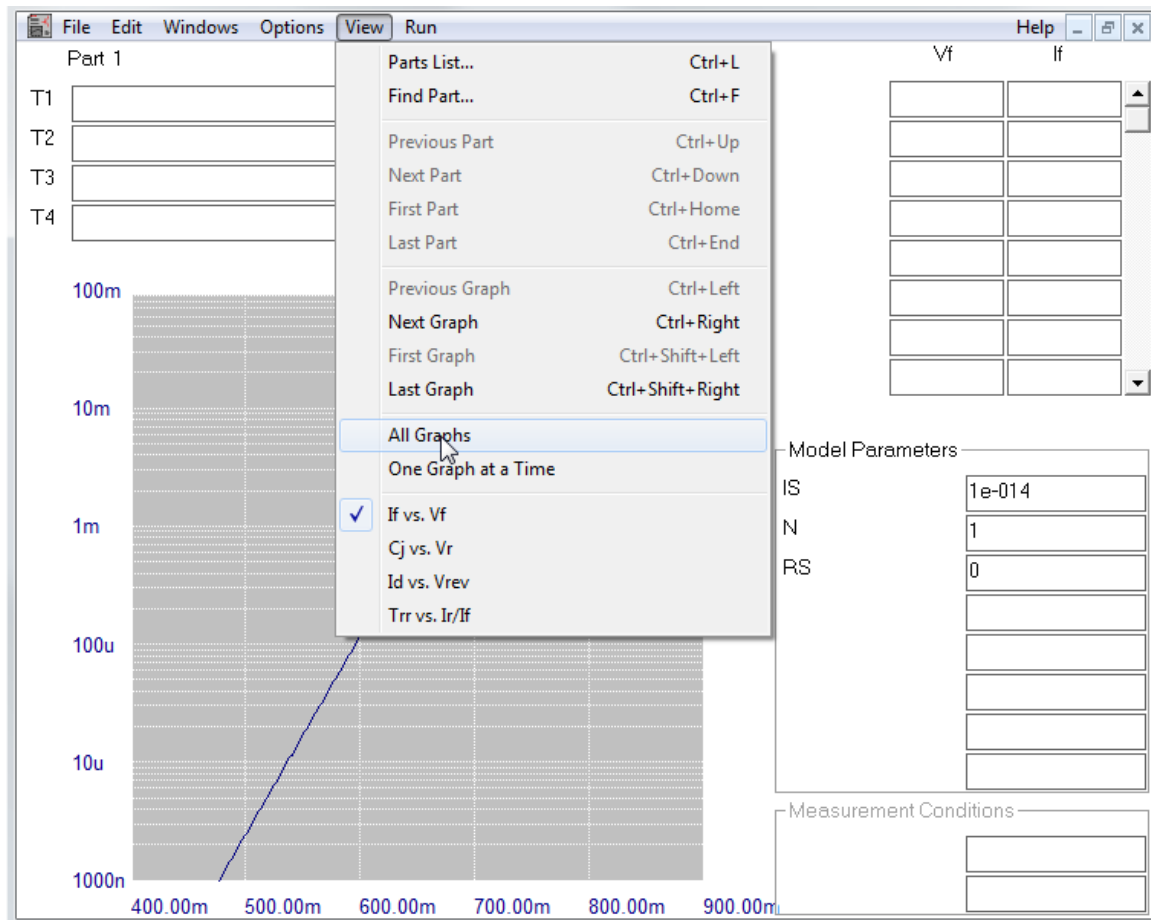 File Edit Windows Options View Run Help
Part 1
Vf If
T1
T2
T3
T4
Parts List... Ctrl+L
Find Part... Ctrl+F
Previous Part Ctrl+Up
Next Part Ctrl+Down
First Part Ctrl+Home
Last Part Ctrl+End
Previous Graph Ctrl+Left
Next Graph Ctrl+Right
First Graph Ctrl+Shift+Left
Last Graph Ctrl+Shift+Right
All Graphs
One Graph at a Time
If vs. Vf
Cj vs. Vr
Id vs. Vrev
Trr vs. Ir/If
100m
10m
1m
100u
10u
1000n
400.00m 500.00m 600.00m 700.00m 800.00m 900.00m
Model Parameters
IS 1e-014
N 1
RS 0
Measurement Conditions